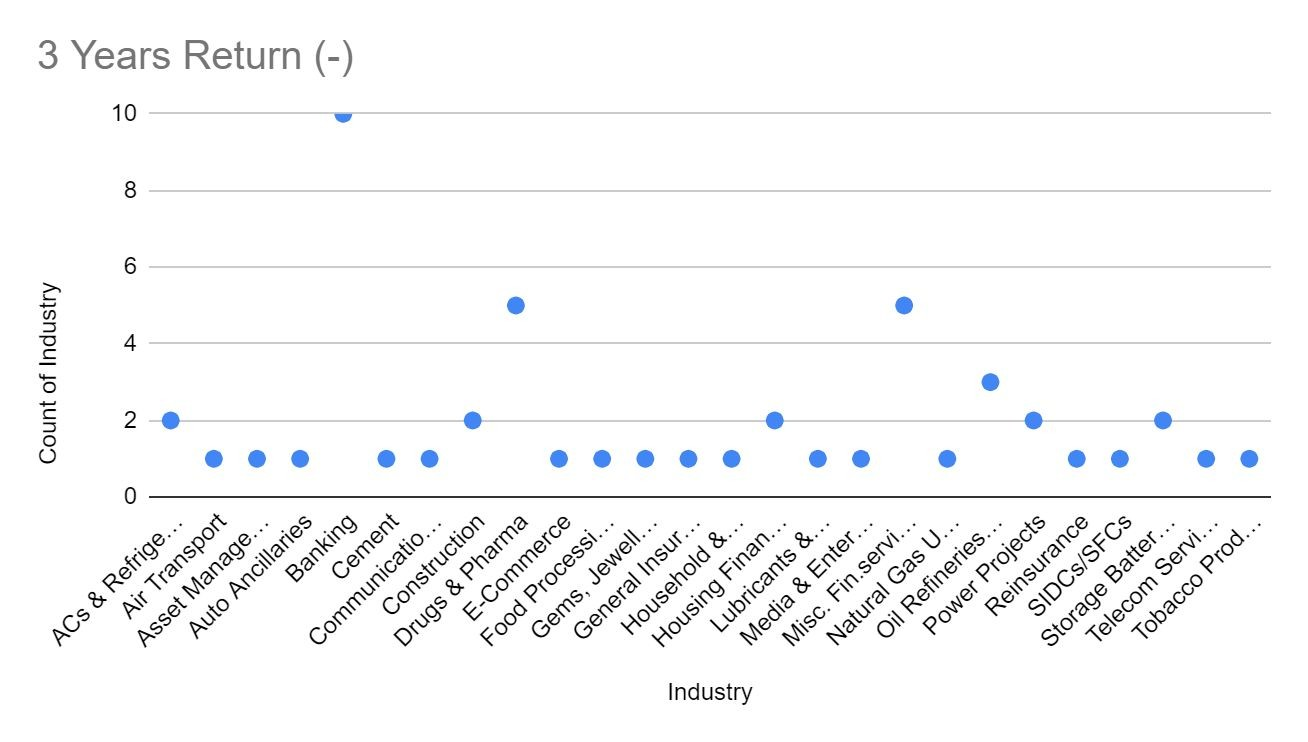 3 Years Return (-)
10
8
6
4
2
0
Count of Industry
ACs & Refrige...
Air Transport
Asset Manage...
Auto Ancillaries
Banking
Cement
Communicatio...
Construction
Drugs & Pharma
E-Commerce
Food Processi...
Gems, Jewell...
General Insur...
Household &...
Housing Finan...
Lubricants &...
Media & Enter...
Misc. Fin.servi...
Natural Gas U...
Oil Refineries...
Power Projects
Reinsurance
SIDCs/SFCs
Storage Batter...
Telecom Servi...
Tobacco Prod...
Industry